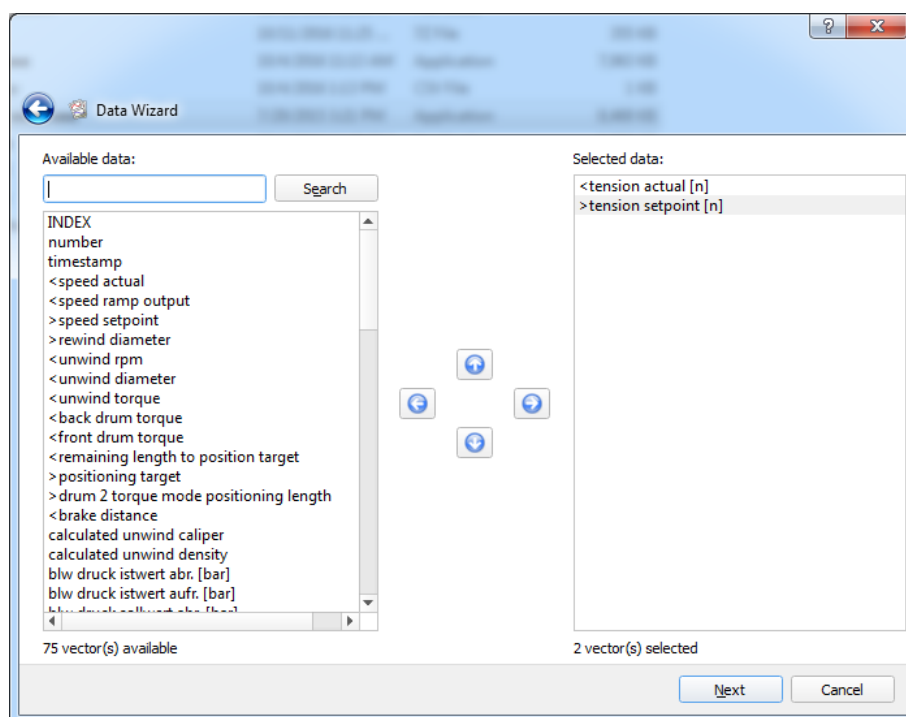 Data Wizard
Available data:
Search
INDEX
number
timestamp
<speed actual
<speed ramp output
>speed setpoint
>rewind diameter
<unwind rpm
<unwind diameter
<unwind torque
<back drum torque
<front drum torque
<remaining length to position target
>positioning target
>drum 2 torque mode positioning length
<brake distance
calculated unwind caliper
calculated unwind density
blw druck istwert abr. [bar]
blw druck istwert aufr. [bar]
75 vector(s) available
Selected data:
<tension actual [n]
>tension setpoint [n]
2 vector(s) selected
Next
Cancel